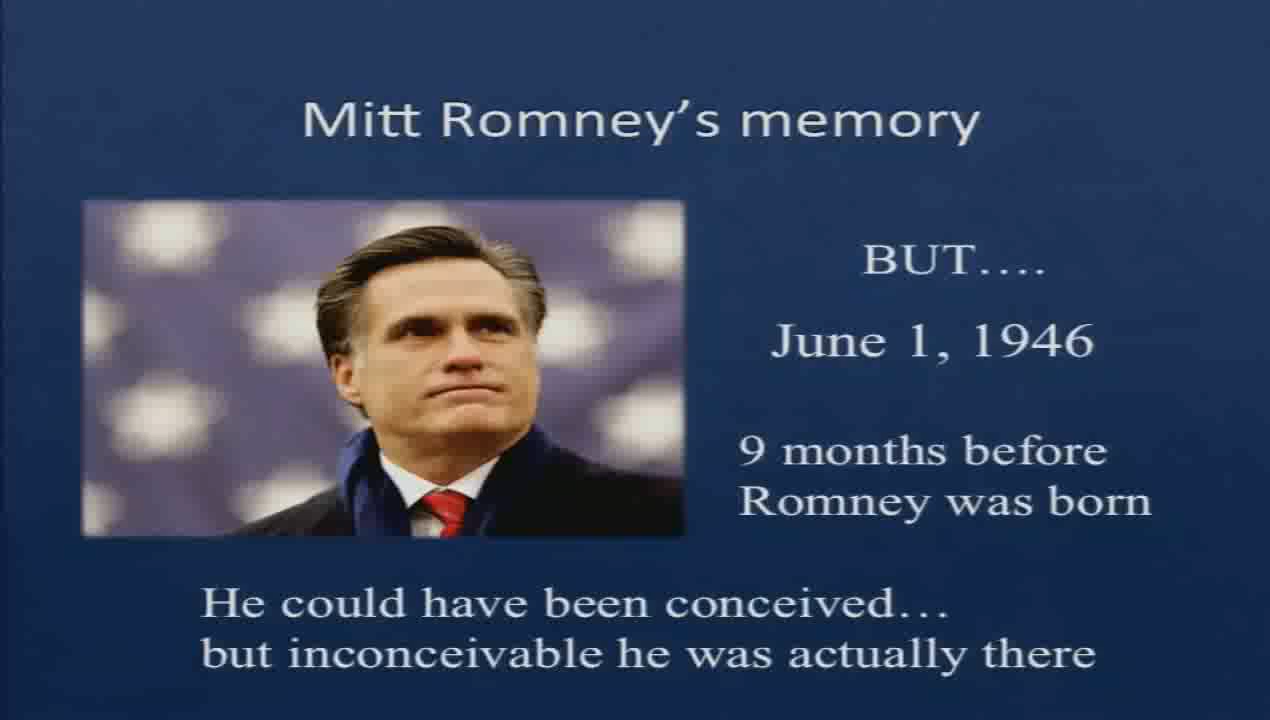 Mitt Romney’s memory
BUT….
June 1, 1946
9 months before
Romney was born
He could have been conceived…
but inconceivable he was actually there